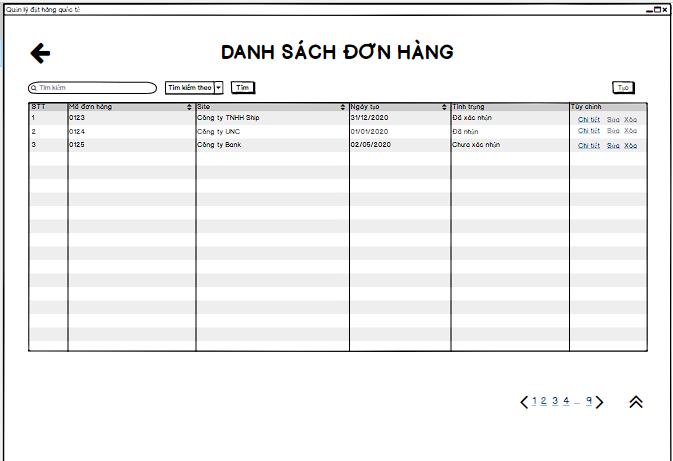 Quản lý đặt hàng quốc tế
DANH SÁCH ĐƠN HÀNG
Tìm kiếm Tìm kiếm theo Tìm Tạo
STT Mã đơn hàng Site Ngày tạo Tình trạng Tùy chỉnh
1 0123 Công ty TNHH Ship 31/12/2020 Đã xác nhận Chi tiết Sửa Xóa
2 0124 Công ty UNC 01/01/2020 Đã nhận Chi tiết Sửa Xóa
3 0125 Công ty Bank 02/05/2020 Chưa xác nhận Chi tiết Sửa Xóa
1 2 3 4 ... 9